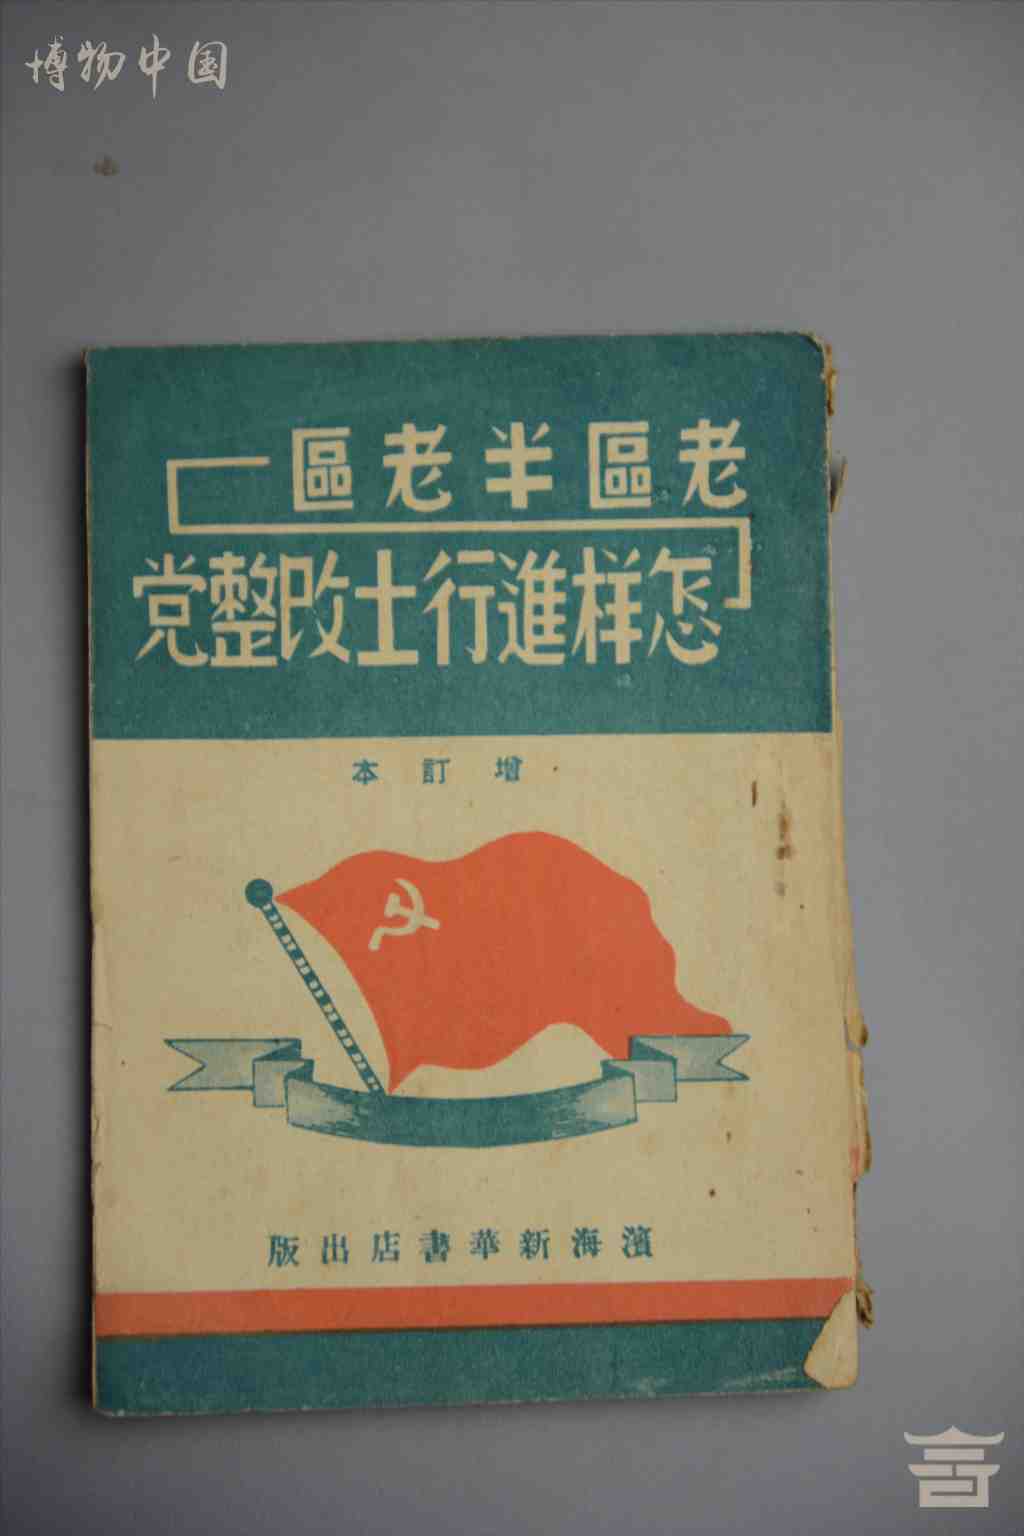 博物中国
老區半老區
怎样進行土改整党
增訂本
濱海新華書店出版